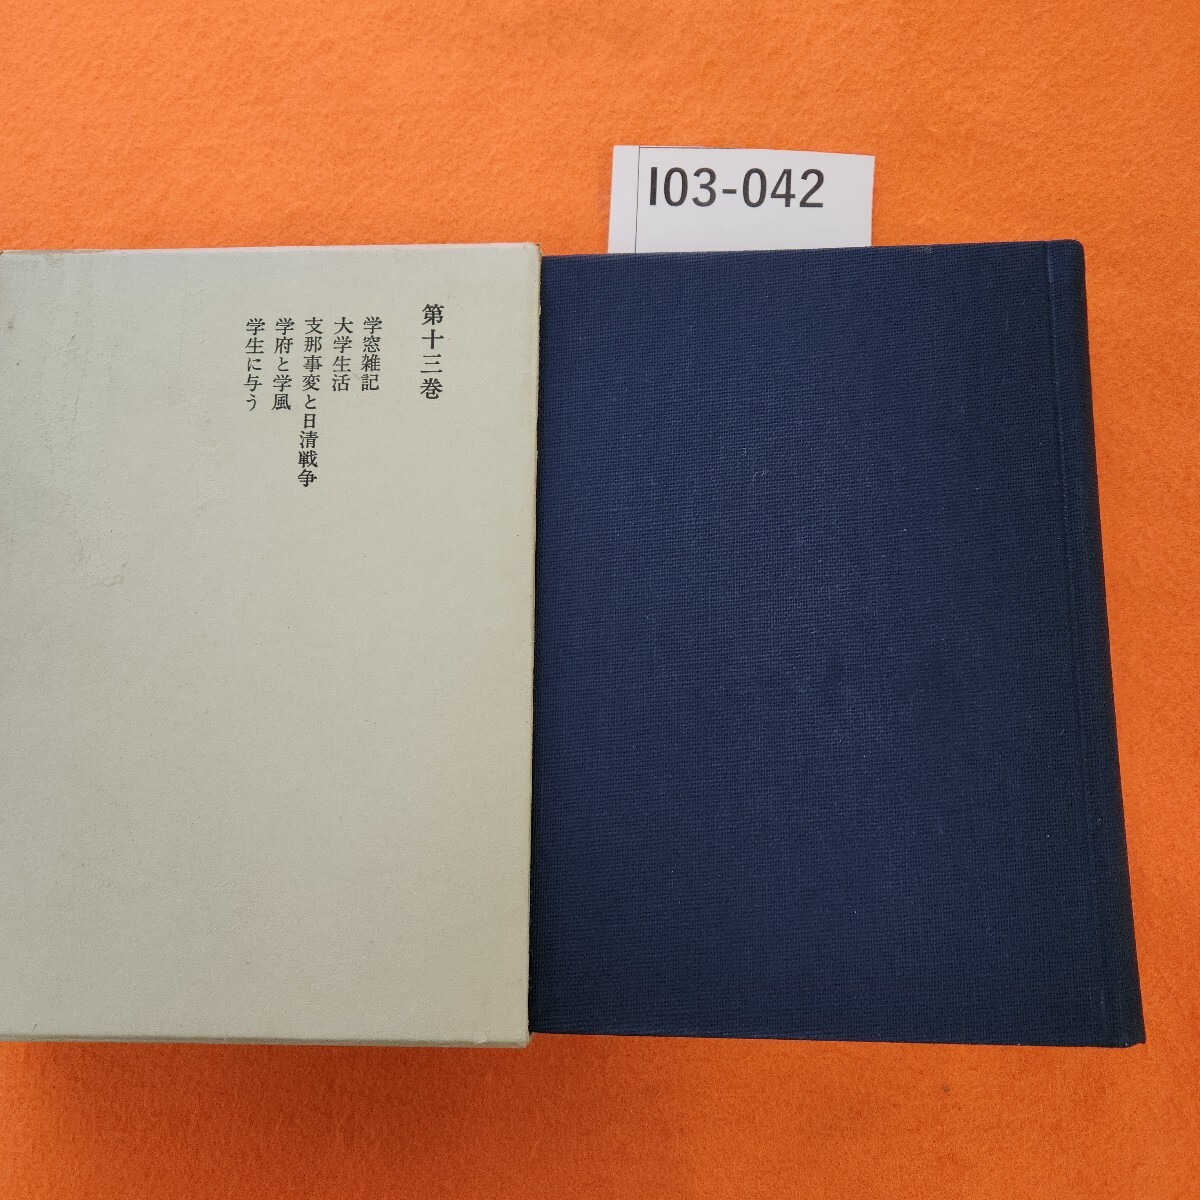 I03-042
第十三巻
学窓雑記
大学生活
支那事変と日清戦争
学府と学風
学生に与う